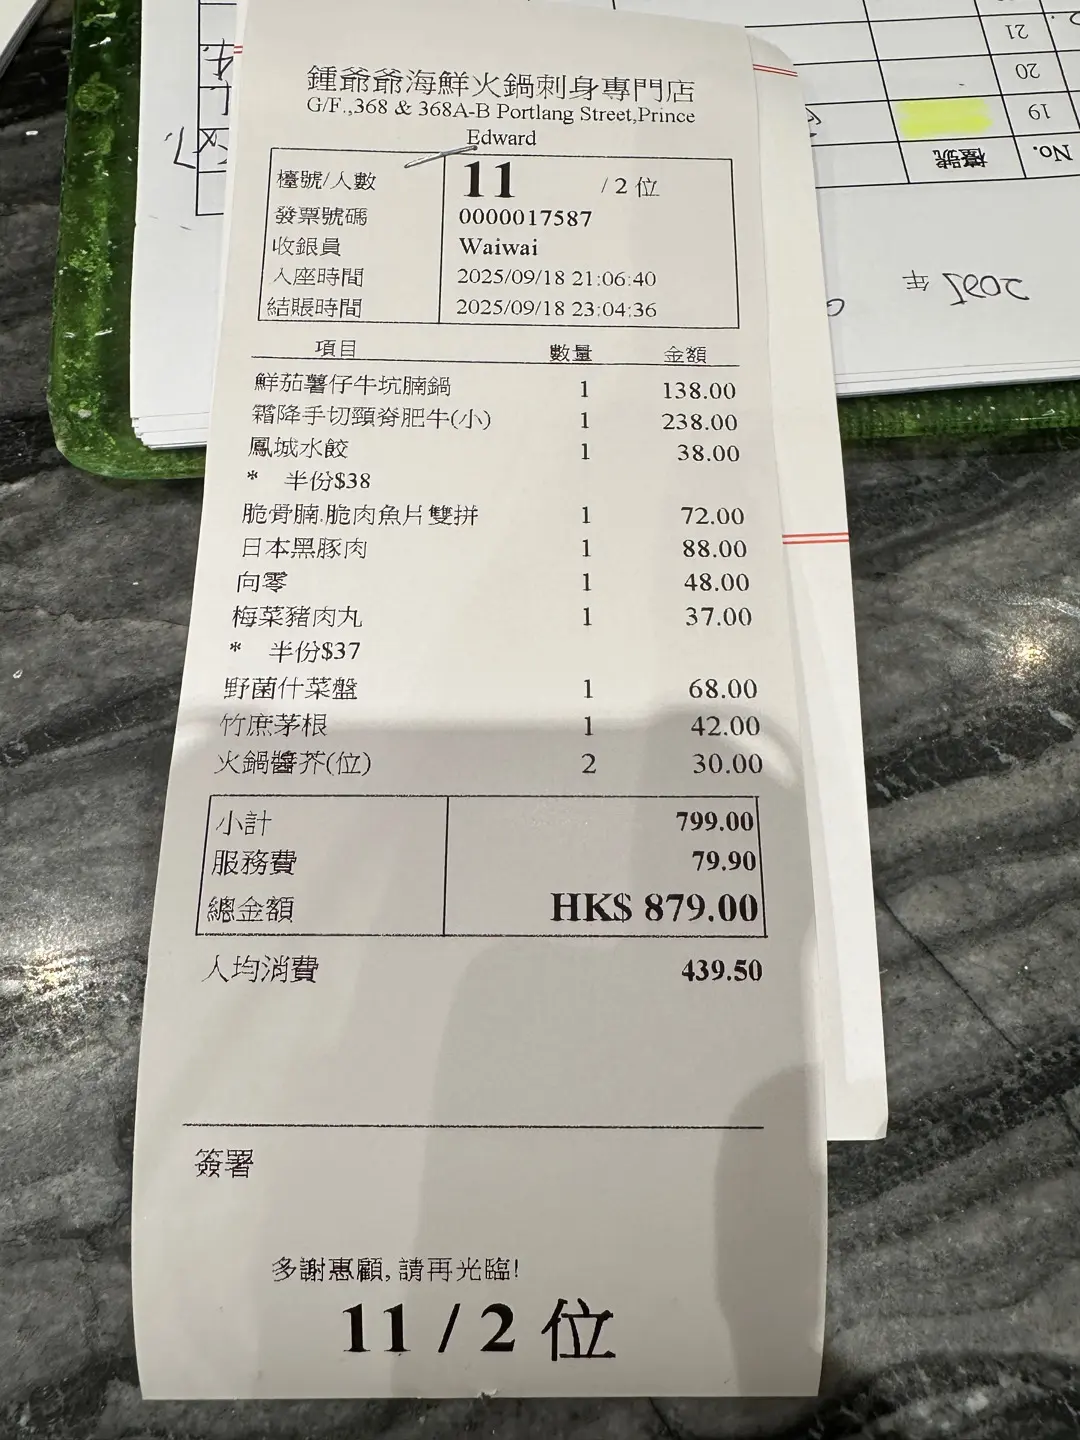 鍾爺爺海鮮火鍋刺身專門店
G/F.,368 & 368A-B Portlang Street,Prince
Edward
檯號/人數 11 / 2 位
發票號碼 0000017587
收銀員 Waiwai
入座時間 2025/09/18 21:06:40
結賬時間 2025/09/18 23:04:36
項目 數量 金額
鮮茄薯仔牛坑腩鍋 1 138.00
霜降手切頸脊肥牛(小) 1 238.00
鳳城水餃 1 38.00
* 半份$38
脆骨腩.脆肉魚片雙拼 1 72.00
日本黑豚肉 1 88.00
向零 1 48.00
梅菜豬肉丸 1 37.00
* 半份$37
野菌什菜盤 1 68.00
竹庶茅根 1 42.00
火鍋醬芥(位) 2 30.00
小計 799.00
服務費 79.90
總金額 HK$ 879.00
人均消費 439.50
簽署
多謝惠顧, 請再光臨!
11 / 2 位
21
20
19
No. 檯號